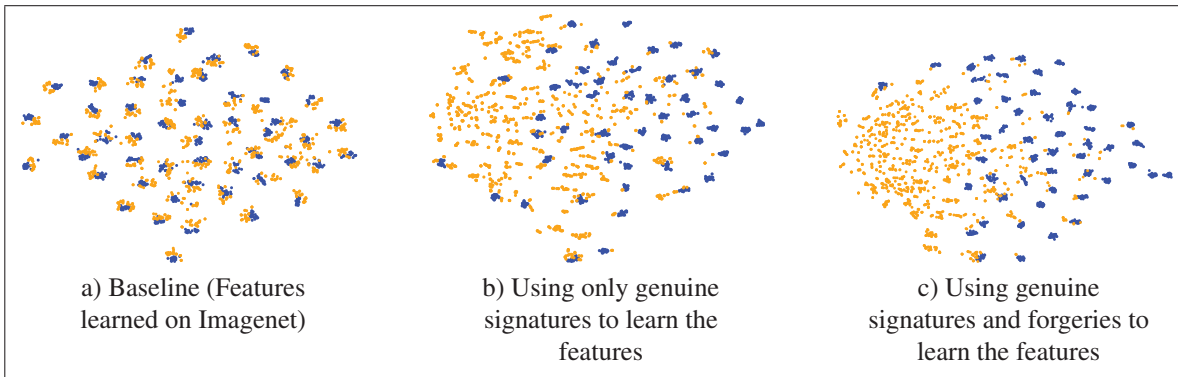 a) Baseline (Features
learned on Imagenet)
b) Using only genuine
signatures to learn the
features
c) Using genuine
signatures and forgeries to
learn the features